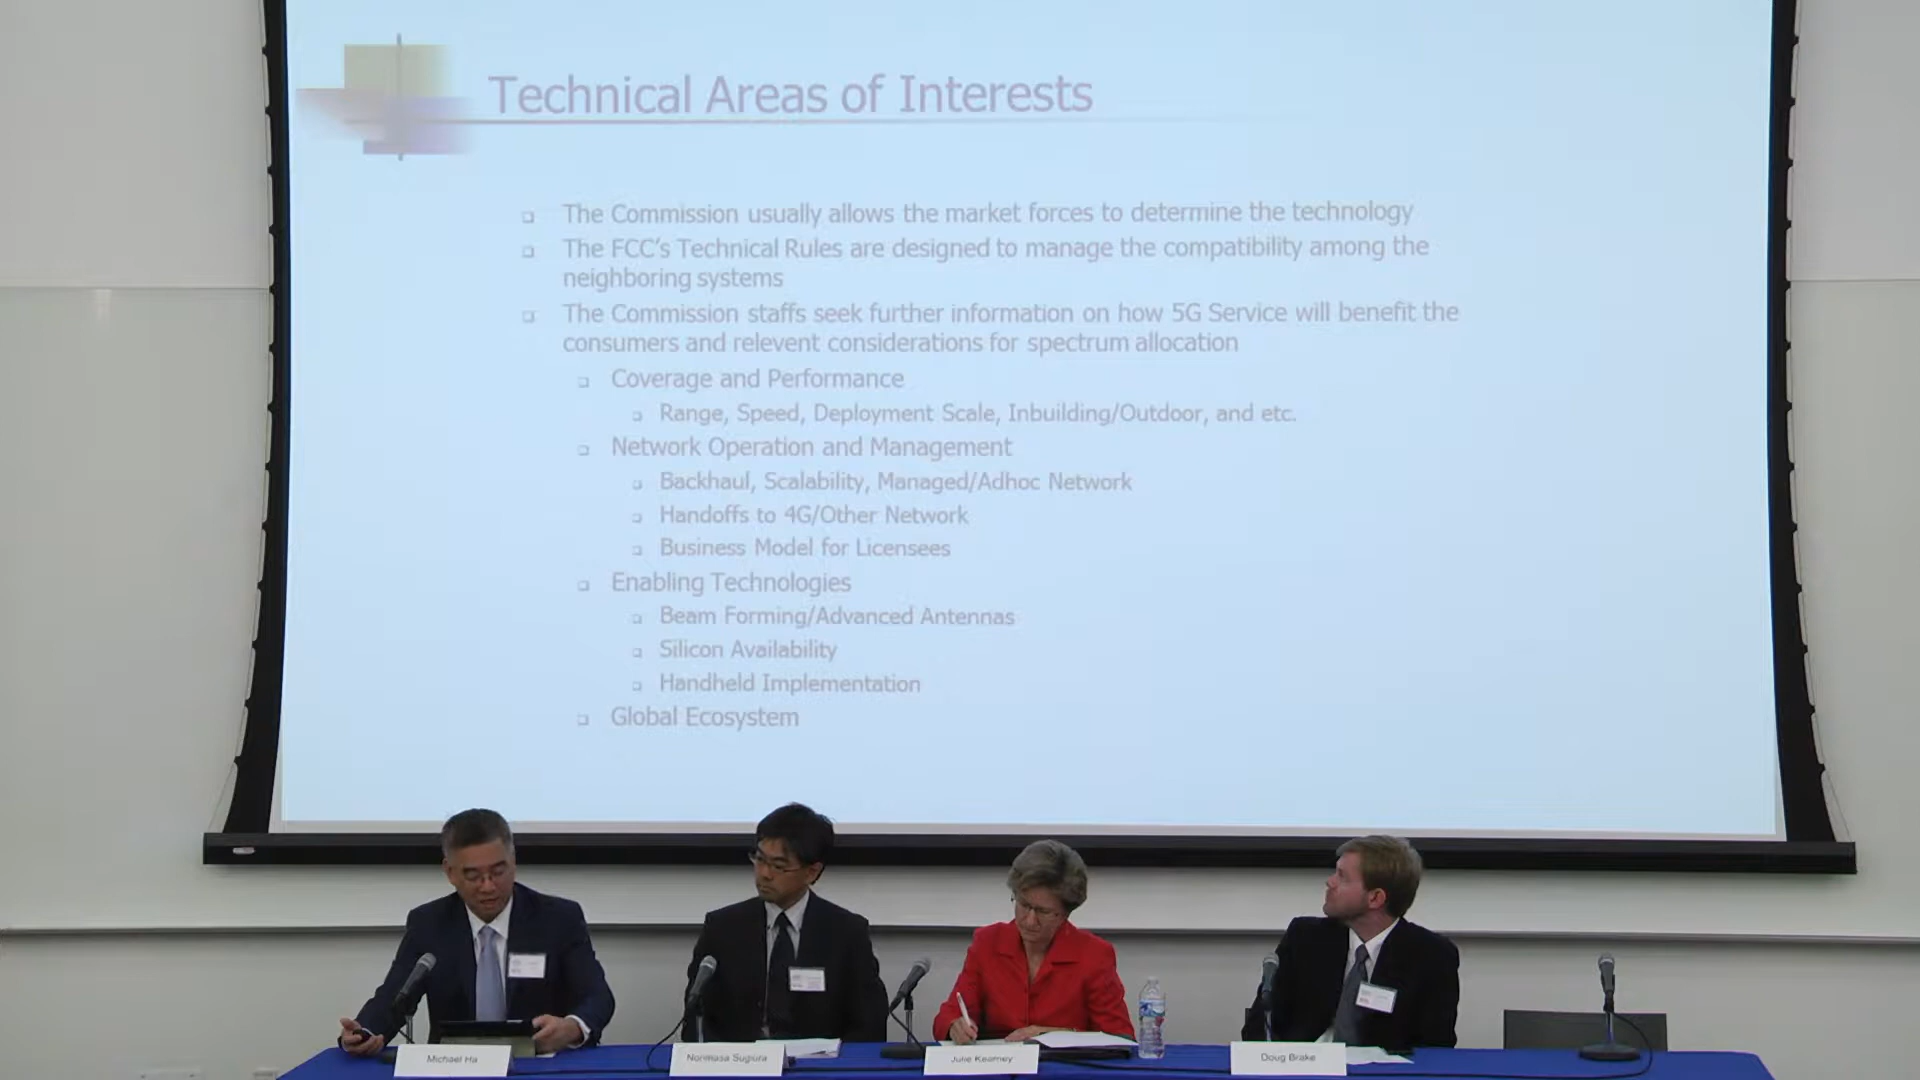 Technical Areas of Interests
The Commission usually allows the market forces to determine the technology
The FCC's Technical Rules are designed to manage the compatibility among the
neighboring systems
The Commission staffs seek further information on how 5G Service will benefit the
consumers and relevent considerations for spectrum allocation
Coverage and Performance
Range, Speed, Deployment Scale, Inbuilding/Outdoor, and etc.
Network Operation and Management
Backhaul, Scalability, Managed/Adhoc Network
Handoffs to 4G/Other Network
Business Model for Licensees
Enabling Technologies
Beam Forming/Advanced Antennas
Silicon Availability
Handheld Implementation
Global Ecosystem
Michael Ha
Norimasa Sugiura
Julie Kearney
Doug Brake